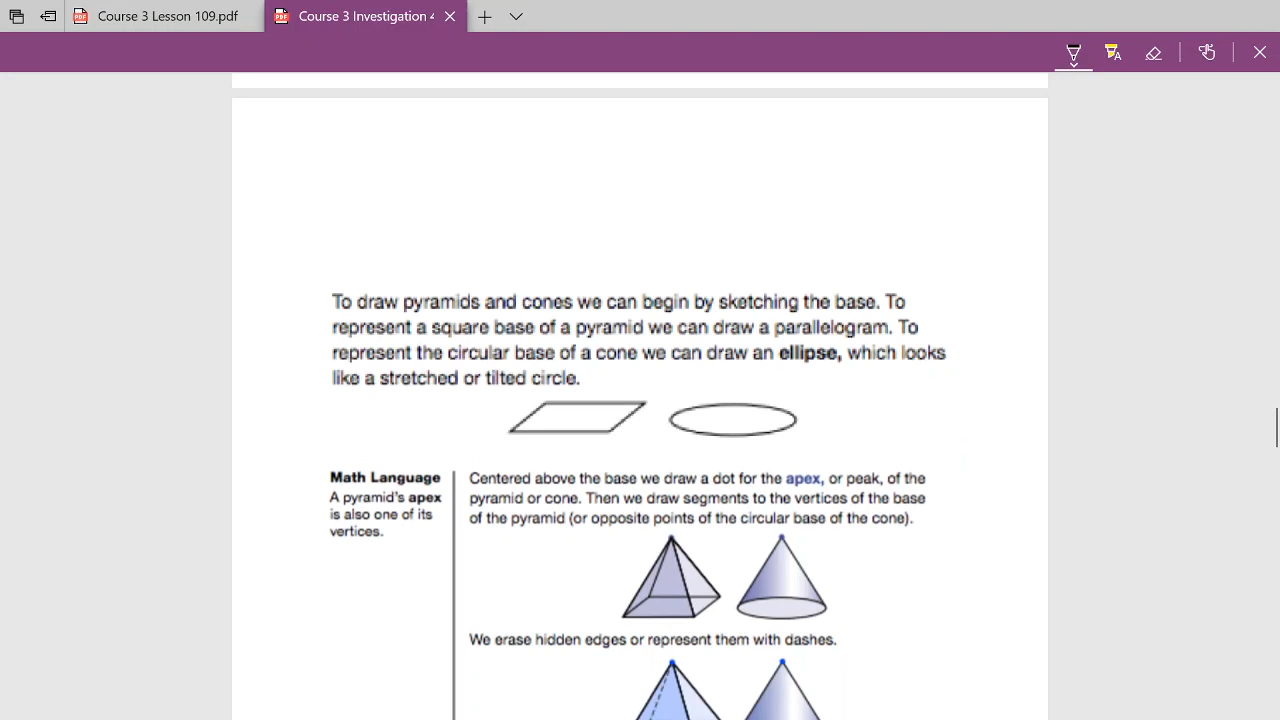 Course 3 Lesson 109.pdf
Course 3 Investigation 4
To draw pyramids and cones we can begin by sketching the base. To
represent a square base of a pyramid we can draw a parallelogram. To
represent the circular base of a cone we can draw an ellipse, which looks
like a stretched or tilted circle.
Math Language
A pyramid's apex
is also one of its
vertices.
Centered above the base we draw a dot for the apex, or peak, of the
pyramid or cone. Then we draw segments to the vertices of the base
of the pyramid (or opposite points of the circular base of the cone).
We erase hidden edges or represent them with dashes.